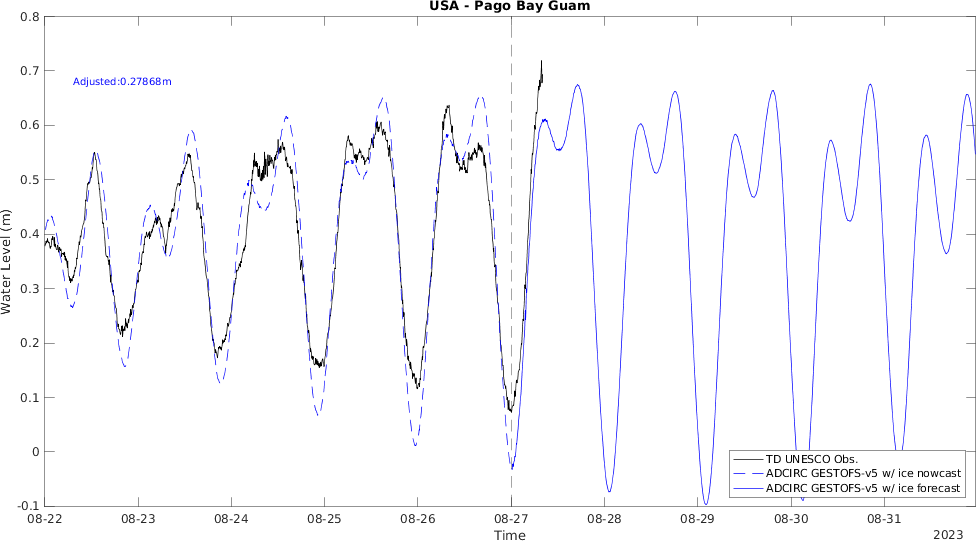 USA - Pago Bay Guam
0.8
0.7
Adjusted:0.27868m
0.6
0.5
0.4
Water Level (m)
0.3
0.2
0.1
0
-0.1
TD UNESCO Obs.
ADCIRC GESTOFS-v5 w/ ice nowcast
ADCIRC GESTOFS-v5 w/ ice forecast
08-22 08-23 08-24 08-25 08-26 08-27 08-28 08-29 08-30 08-31
Time
2023